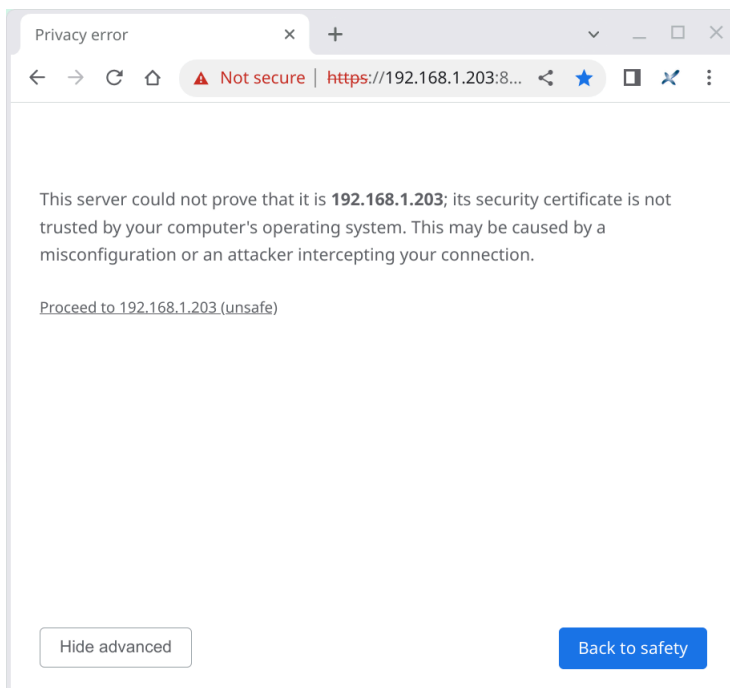 Privacy error
Not secure | https://192.168.1.203:8...
This server could not prove that it is 192.168.1.203; its security certificate is not
trusted by your computer's operating system. This may be caused by a
misconfiguration or an attacker intercepting your connection.
Proceed to 192.168.1.203 (unsafe)
Hide advanced
Back to safety